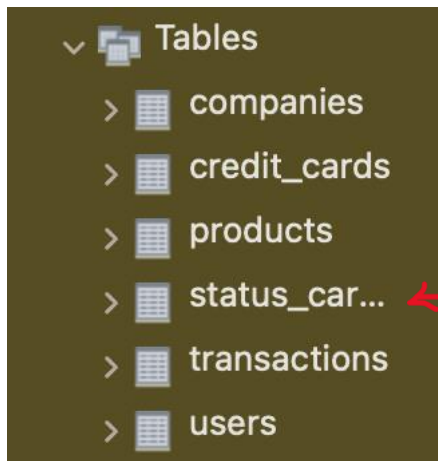 Tables
companies
credit_cards
products
status_car...
transactions
users